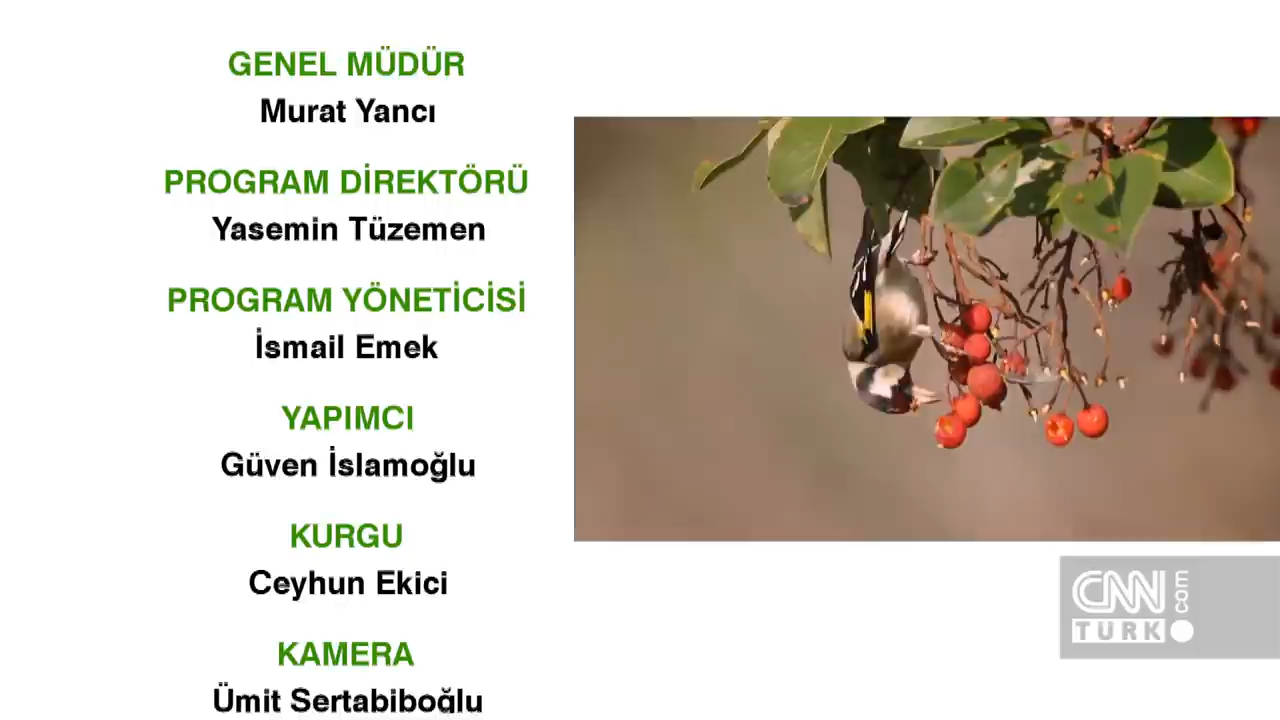 GENEL MÜDÜR
Murat Yancı
PROGRAM DİREKTÖRÜ
Yasemin Tüzemen
PROGRAM YÖNETİCİSİ
İsmail Emek
YAPIMCI
Güven İslamoğlu
KURGU
Ceyhun Ekici
KAMERA
Ümit Sertabiboğlu
CNN
TURK
.com